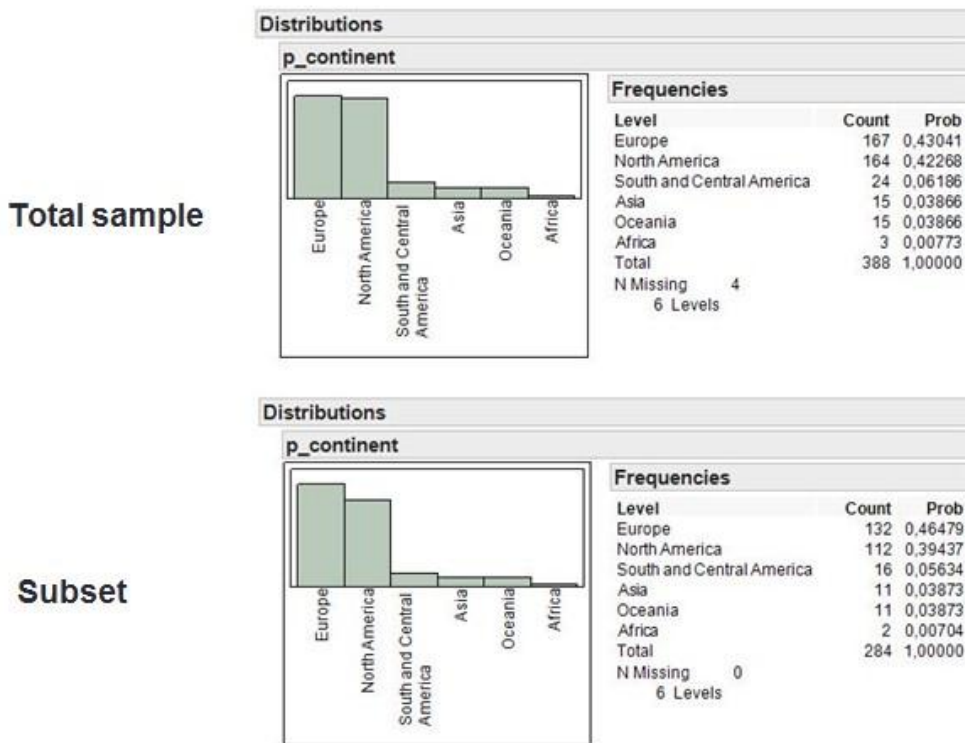 Total sample
Distributions
p_continent
Europe
North America
South and Central
America
Asia
Oceania
Africa
Frequencies
Level Count Prob
Europe 167 0,43041
North America 164 0,42268
South and Central America 24 0,06186
Asia 15 0,03866
Oceania 15 0,03866
Africa 3 0,00773
Total 388 1,00000
N Missing 4
6 Levels
Subset
Distributions
p_continent
Europe
North America
South and Central
America
Asia
Oceania
Africa
Frequencies
Level Count Prob
Europe 132 0,46479
North America 112 0,39437
South and Central America 16 0,05634
Asia 11 0,03873
Oceania 11 0,03873
Africa 2 0,00704
Total 284 1,00000
N Missing 0
6 Levels